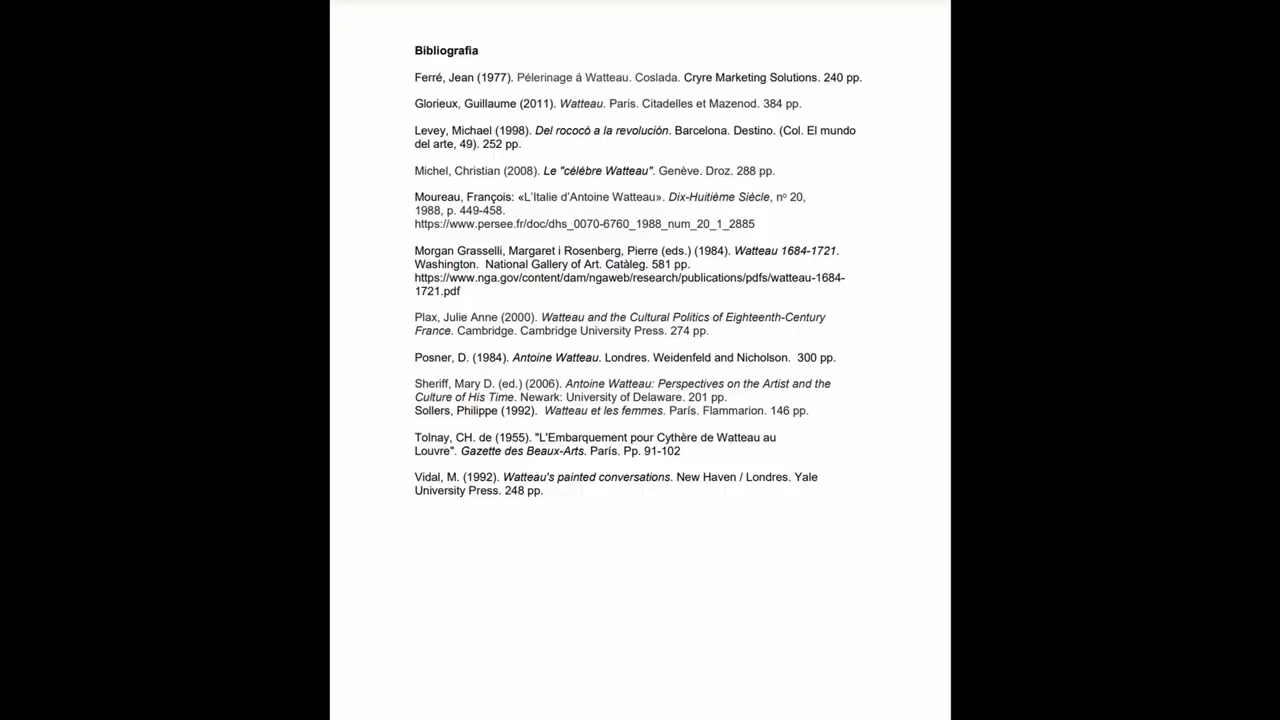 Bibliografia
Ferré, Jean (1977). Pélerinage á Watteau. Coslada. Cryre Marketing Solutions. 240 pp.
Glorieux, Guillaume (2011). Watteau. Paris. Citadelles et Mazenod. 384 pp.
Levey, Michael (1998). Del rococó a la revolución. Barcelona. Destino. (Col. El mundo
del arte, 49). 252 pp.
Michel, Christian (2008). Le "célèbre Watteau". Genève. Droz. 288 pp.
Moureau, François: «L’Italie d’Antoine Watteau». Dix-Huitième Siècle, nº 20,
1988, p. 449-458.
https://www.persee.fr/doc/dhs_0070-6760_1988_num_20_1_2885
Morgan Grasselli, Margaret i Rosenberg, Pierre (eds.) (1984). Watteau 1684-1721.
Washington.  National Gallery of Art. Catàleg. 581 pp.
https://www.nga.gov/content/dam/ngaweb/research/publications/pdfs/watteau-1684-
1721.pdf
Plax, Julie Anne (2000). Watteau and the Cultural Politics of Eighteenth-Century
France. Cambridge. Cambridge University Press. 274 pp.
Posner, D. (1984). Antoine Watteau. Londres. Weidenfeld and Nicholson.  300 pp.
Sheriff, Mary D. (ed.) (2006). Antoine Watteau: Perspectives on the Artist and the
Culture of His Time. Newark: University of Delaware. 201 pp.
Sollers, Philippe (1992).  Watteau et les femmes. París. Flammarion. 146 pp.
Tolnay, CH. de (1955). "L'Embarquement pour Cythère de Watteau au
Louvre". Gazette des Beaux-Arts. París. Pp. 91-102
Vidal, M. (1992). Watteau's painted conversations. New Haven / Londres. Yale
University Press. 248 pp.